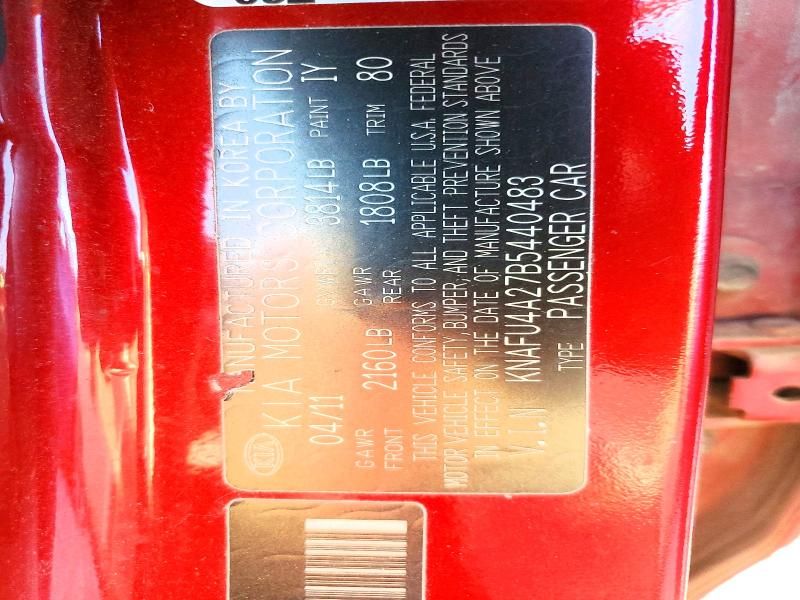 MANUFACTURED IN KOREA BY
KIA MOTORS CORPORATION
04/11 GVWR 3814LB PAINT IY
GAWR FRONT 2160LB GAWR REAR 1808LB TRIM 80
THIS VEHICLE CONFORMS TO ALL APPLICABLE U.S.A. FEDERAL
MOTOR VEHICLE SAFETY, BUMPER, AND THEFT PREVENTION STANDARDS
IN EFFECT ON THE DATE OF MANUFACTURE SHOWN ABOVE
V.I.N KNAFU4A27B5440483
TYPE PASSENGER CAR